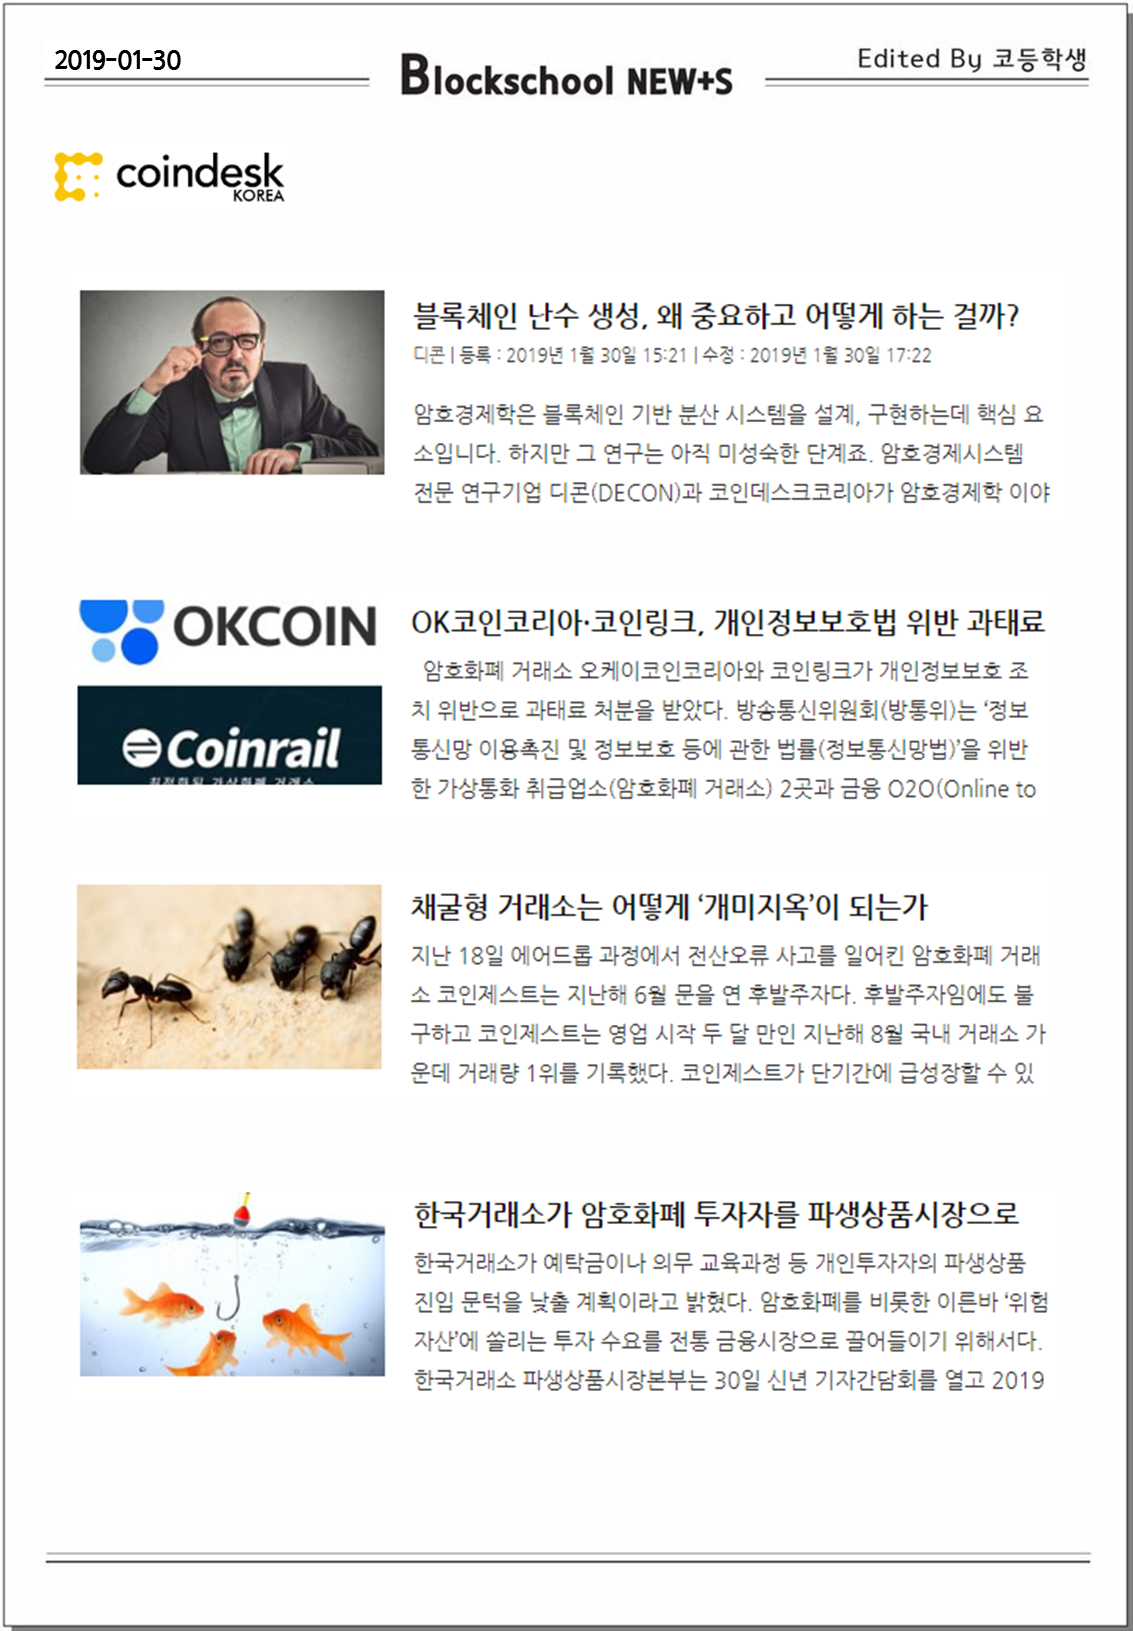 2019-01-30
Blockschool NEW+S
Edited By 코등학생
coindesk
KOREA
블록체인 난수 생성, 왜 중요하고 어떻게 하는 걸까?
디콘 | 등록 : 2019년 1월 30일 15:21 | 수정 : 2019년 1월 30일 17:22
암호경제학은 블록체인 기반 분산 시스템을 설계, 구현하는데 핵심 요
소입니다. 하지만 그 연구는 아직 미성숙한 단계죠. 암호경제시스템
전문 연구기업 디콘(DECON)과 코인데스크코리아가 암호경제학 이야
OKCOIN
Coinrail
최적화된 가상화폐 거래소
OK코인코리아·코인링크, 개인정보보호법 위반 과태료
암호화폐 거래소 오케이코인코리아와 코인링크가 개인정보보호 조
치 위반으로 과태료 처분을 받았다. 방송통신위원회(방통위)는 ‘정보
통신망 이용촉진 및 정보보호 등에 관한 법률(정보통신망법)’을 위반
한 가상통화 취급업소(암호화폐 거래소) 2곳과 금융 O2O(Online to
채굴형 거래소는 어떻게 ‘개미지옥’이 되는가
지난 18일 에어드롭 과정에서 전산오류 사고를 일어킨 암호화폐 거래
소 코인제스트는 지난해 6월 문을 연 후발주자다. 후발주자임에도 불
구하고 코인제스트는 영업 시작 두 달 만인 지난해 8월 국내 거래소 가
운데 거래량 1위를 기록했다. 코인제스트가 단기간에 급성장할 수 있
한국거래소가 암호화폐 투자자를 파생상품시장으로
한국거래소가 예탁금이나 의무 교육과정 등 개인투자자의 파생상품
진입 문턱을 낮출 계획이라고 밝혔다. 암호화폐를 비롯한 이른바 ‘위험
자산’에 쏠리는 투자 수요를 전통 금융시장으로 끌어들이기 위해서다.
한국거래소 파생상품시장본부는 30일 신년 기자간담회를 열고 2019